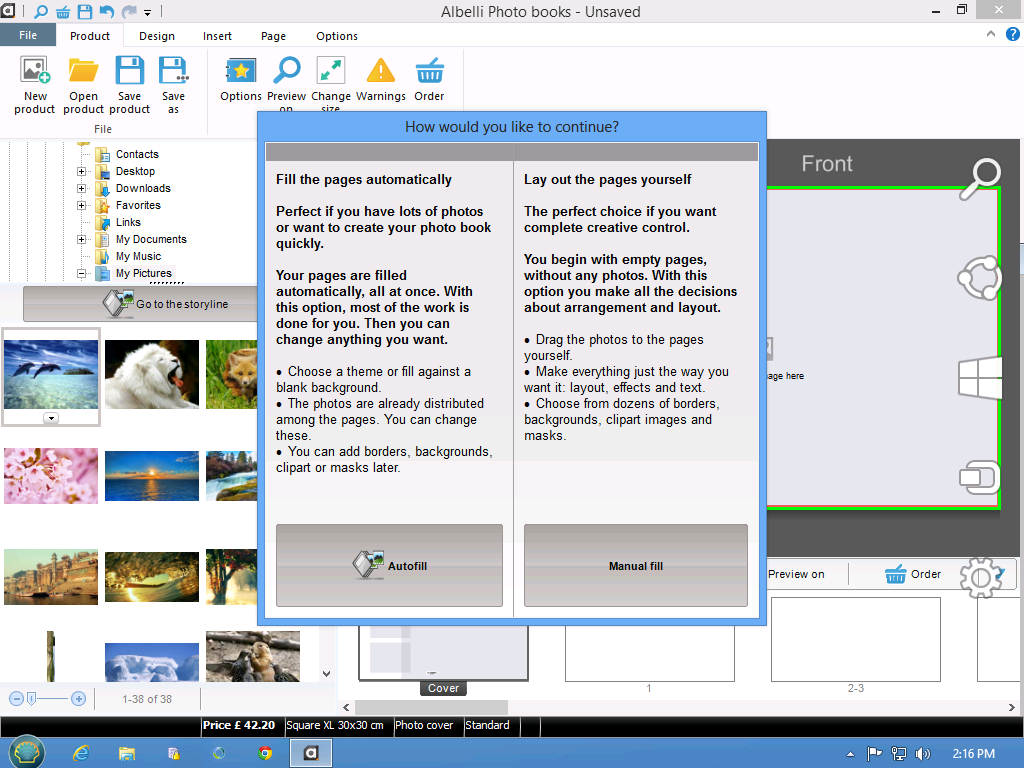 Albelli Photo books - Unsaved
File
Product
Design
Insert
Page
Options
New
product
Open
product
Save
product
Save
as
Options
Preview
on
Change
size
Warnings
Order
File
Contacts
Desktop
Downloads
Favorites
Links
My Documents
My Music
My Pictures
Go to the storyline
1-38 of 38
How would you like to continue?
Fill the pages automatically
Perfect if you have lots of photos
or want to create your photo book
quickly.
Your pages are filled
automatically, all at once. With
this option, most of the work is
done for you. Then you can
change anything you want.
• Choose a theme or fill against a
blank background.
• The photos are already distributed
among the pages. You can change
these.
• You can add borders, backgrounds,
clipart or masks later.
Autofill
Lay out the pages yourself
The perfect choice if you want
complete creative control.
You begin with empty pages,
without any photos. With this
option you make all the decisions
about arrangement and layout.
• Drag the photos to the pages
yourself.
• Make everything just the way you
want it: layout, effects and text.
• Choose from dozens of borders,
backgrounds, clipart images and
masks.
Manual fill
Front
age here
Preview on
Order
Cover
1
2-3
Price £ 42.20
Square XL 30x30 cm
Photo cover
Standard
2:16 PM